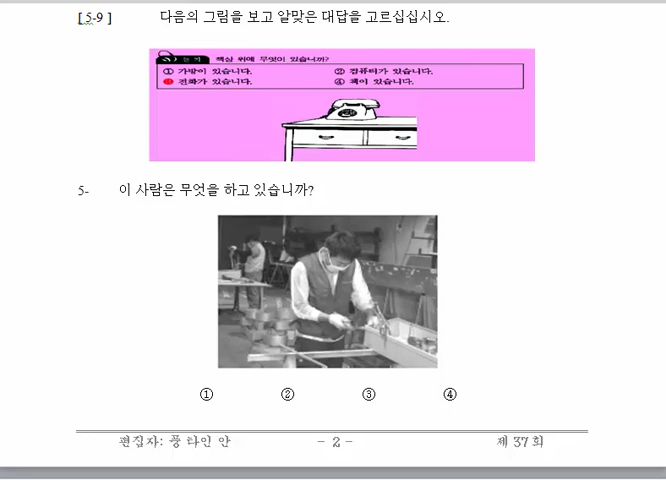 [ 5-9 ] 다음의 그림을 보고 알맞은 대답을 고르십십시오.
보 기 책상 위에 무엇이 있습니까?
① 가방이 있습니다. ② 컴퓨터가 있습니다.
전화가 있습니다. ④ 책이 있습니다.
5- 이 사람은 무엇을 하고 있습니까?
① ② ③ ④
편집자: 퐁 타인 안 - 2 - 제 37회